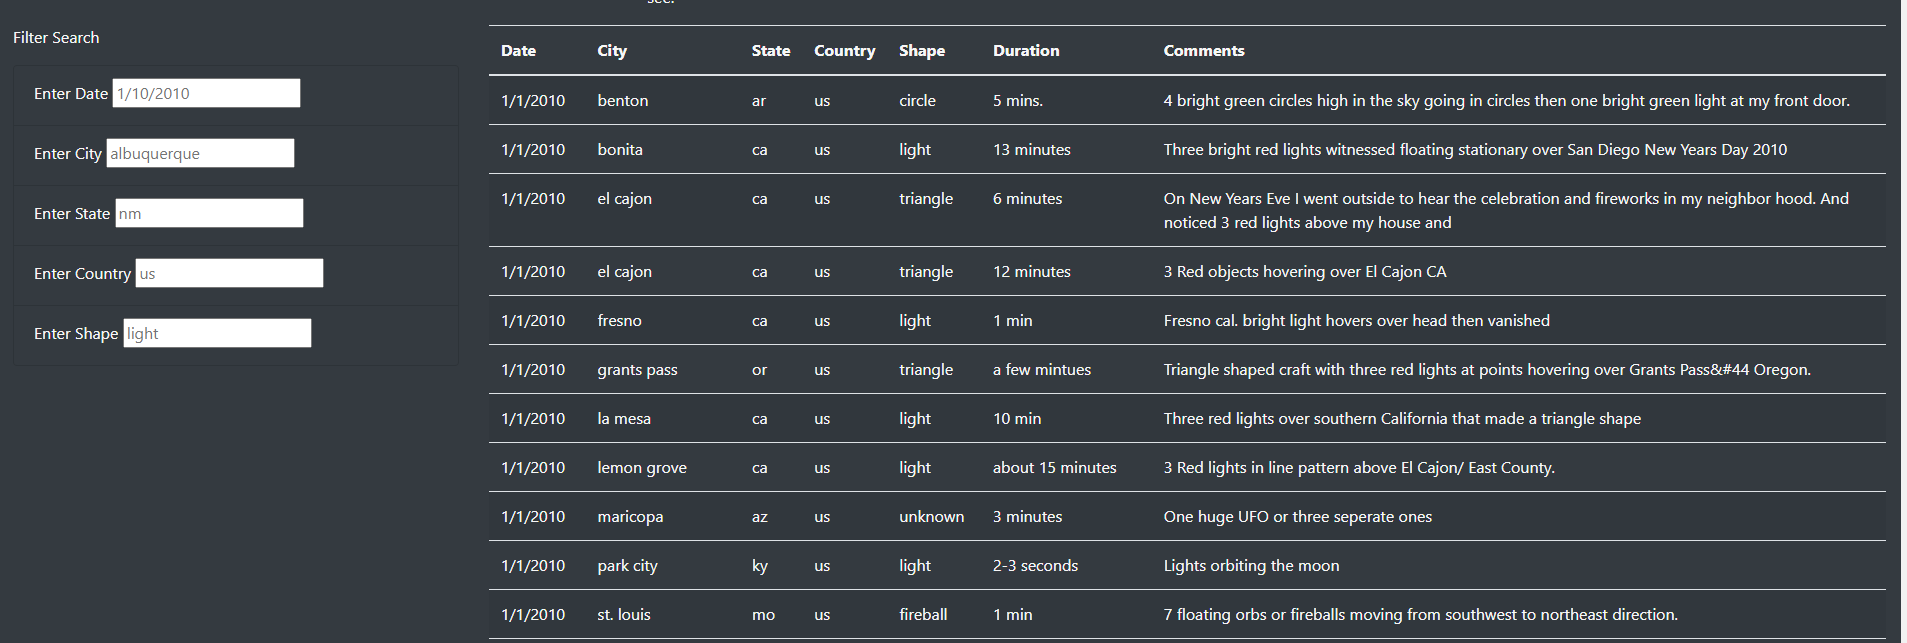 sec.
Filter Search
Enter Date 1/10/2010
Enter City albuquerque
Enter State nm
Enter Country us
Enter Shape light
Date City State Country Shape Duration Comments
1/1/2010 benton ar us circle 5 mins. 4 bright green circles high in the sky going in circles then one bright green light at my front door.
1/1/2010 bonita ca us light 13 minutes Three bright red lights witnessed floating stationary over San Diego New Years Day 2010
1/1/2010 el cajon ca us triangle 6 minutes On New Years Eve I went outside to hear the celebration and fireworks in my neighbor hood. And
noticed 3 red lights above my house and
1/1/2010 el cajon ca us triangle 12 minutes 3 Red objects hovering over El Cajon CA
1/1/2010 fresno ca us light 1 min Fresno cal. bright light hovers over head then vanished
1/1/2010 grants pass or us triangle a few mintues Triangle shaped craft with three red lights at points hovering over Grants Pass&#44 Oregon.
1/1/2010 la mesa ca us light 10 min Three red lights over southern California that made a triangle shape
1/1/2010 lemon grove ca us light about 15 minutes 3 Red lights in line pattern above El Cajon/ East County.
1/1/2010 maricopa az us unknown 3 minutes One huge UFO or three seperate ones
1/1/2010 park city ky us light 2-3 seconds Lights orbiting the moon
1/1/2010 st. louis mo us fireball 1 min 7 floating orbs or fireballs moving from southwest to northeast direction.